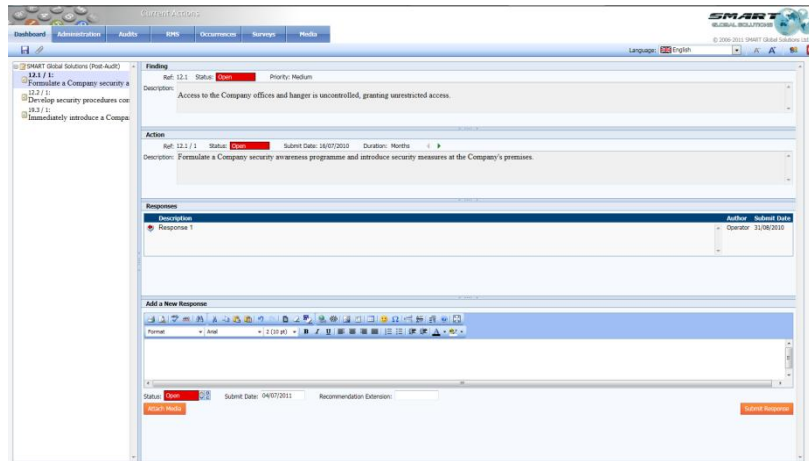 Current Actions
SMART
GLOBAL SOLUTIONS
Dashboard Administration Audits RMS Occurrences Surveys Media
© 2006-2011 SMART Global Solutions Ltd
Language: English
SMART Global Solutions (Post-Audit)
12.1 / 1:
Formulate a Company security a
12.2 / 1:
Develop security procedures con
19.3 / 1:
Immediately introduce a Compa
Finding
Ref: 12.1 Status: Open Priority: Medium
Description:
Access to the Company offices and hanger is uncontrolled, granting unrestricted access.
Action
Ref: 12.1 / 1 Status: Open Submit Date: 16/07/2010 Duration: Months
Description: Formulate a Company security awareness programme and introduce security measures at the Company's premises.
Responses
Description Author Submit Date
Response 1 Operator 31/08/2010
Add a New Response
Format Arial 2 (10 pt) B I U
Status: Open Submit Date: 04/07/2011 Recommendation Extension:
Attach Media Submit Response